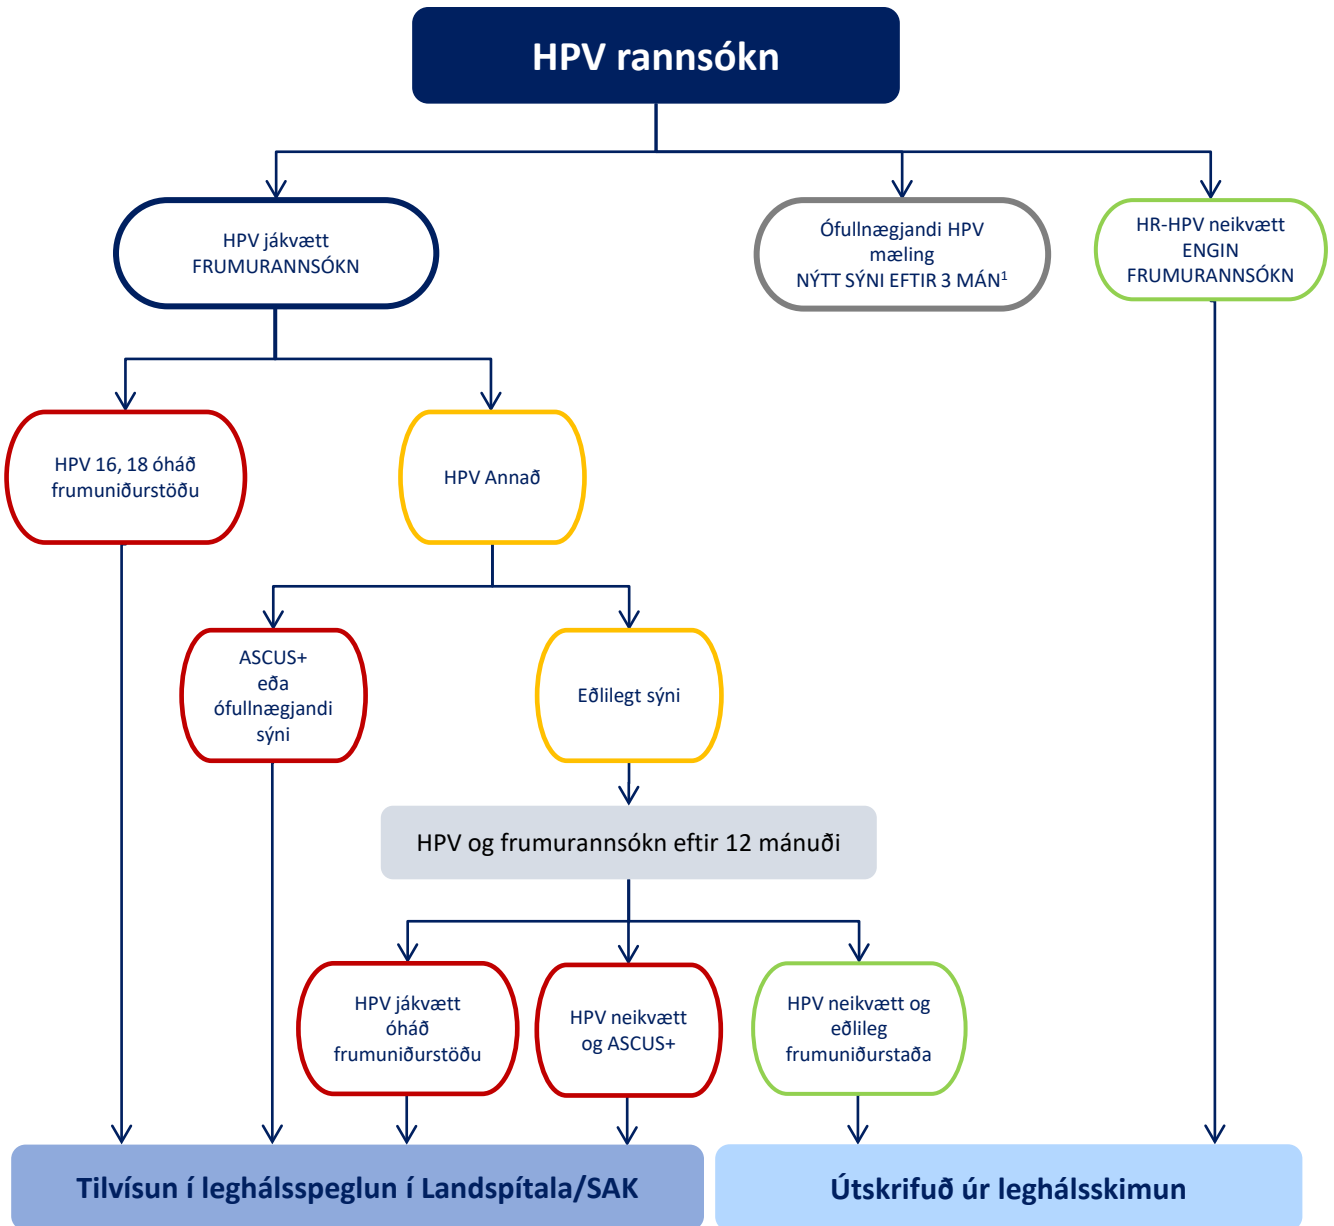 HPV rannsókn
HPV jákvætt
FRUMURANNSÓKN
Ófullnægjandi HPV
mæling
NÝTT SÝNI EFTIR 3 MÁN¹
HR-HPV neikvætt
ENGIN
FRUMURANNSÓKN
HPV 16, 18 óháð
frumuniðurstöðu
HPV Annað
ASCUS+
eða
ófullnægjandi
sýni
Eðlilegt sýni
HPV og frumurannsókn eftir 12 mánuði
HPV jákvætt
óháð
frumuniðurstöðu
HPV neikvætt
og ASCUS+
HPV neikvætt og
eðlileg
frumuniðurstaða
Tilvísun í leghálsspeglun í Landspítala/SAK
Útskrifuð úr leghálsskimun